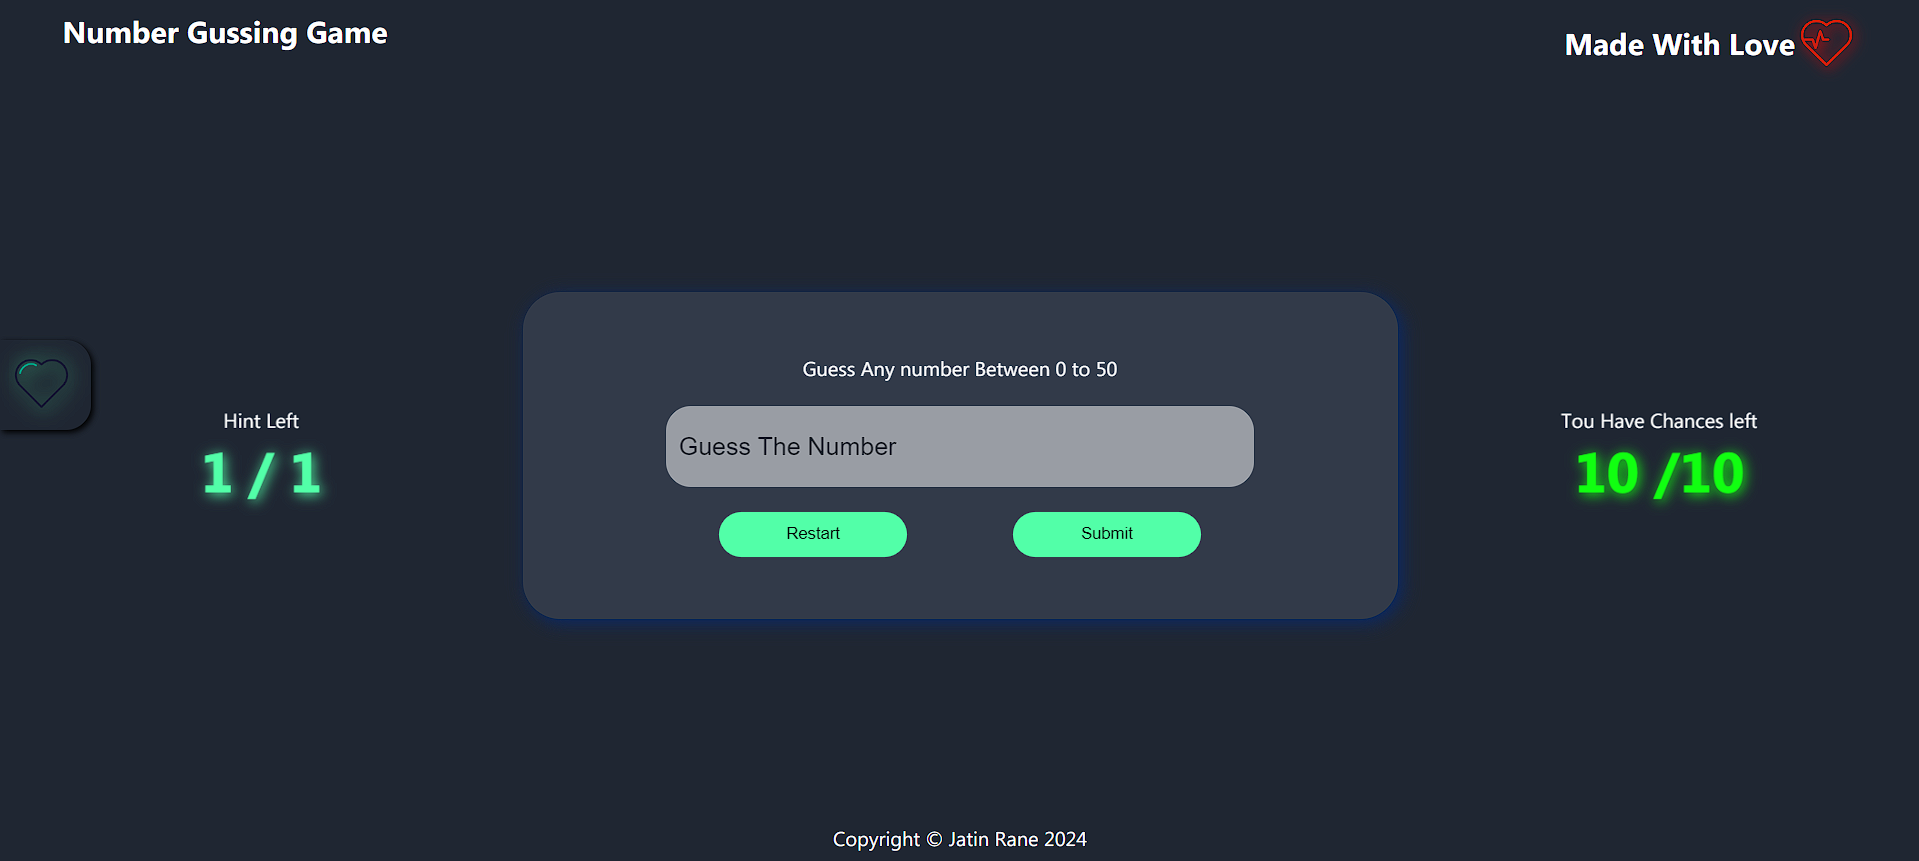 Number Gussing Game
Made With Love
Guess Any number Between 0 to 50
Guess The Number
Restart
Submit
Hint Left
1 / 1
Tou Have Chances left
10 /10
Copyright © Jatin Rane 2024